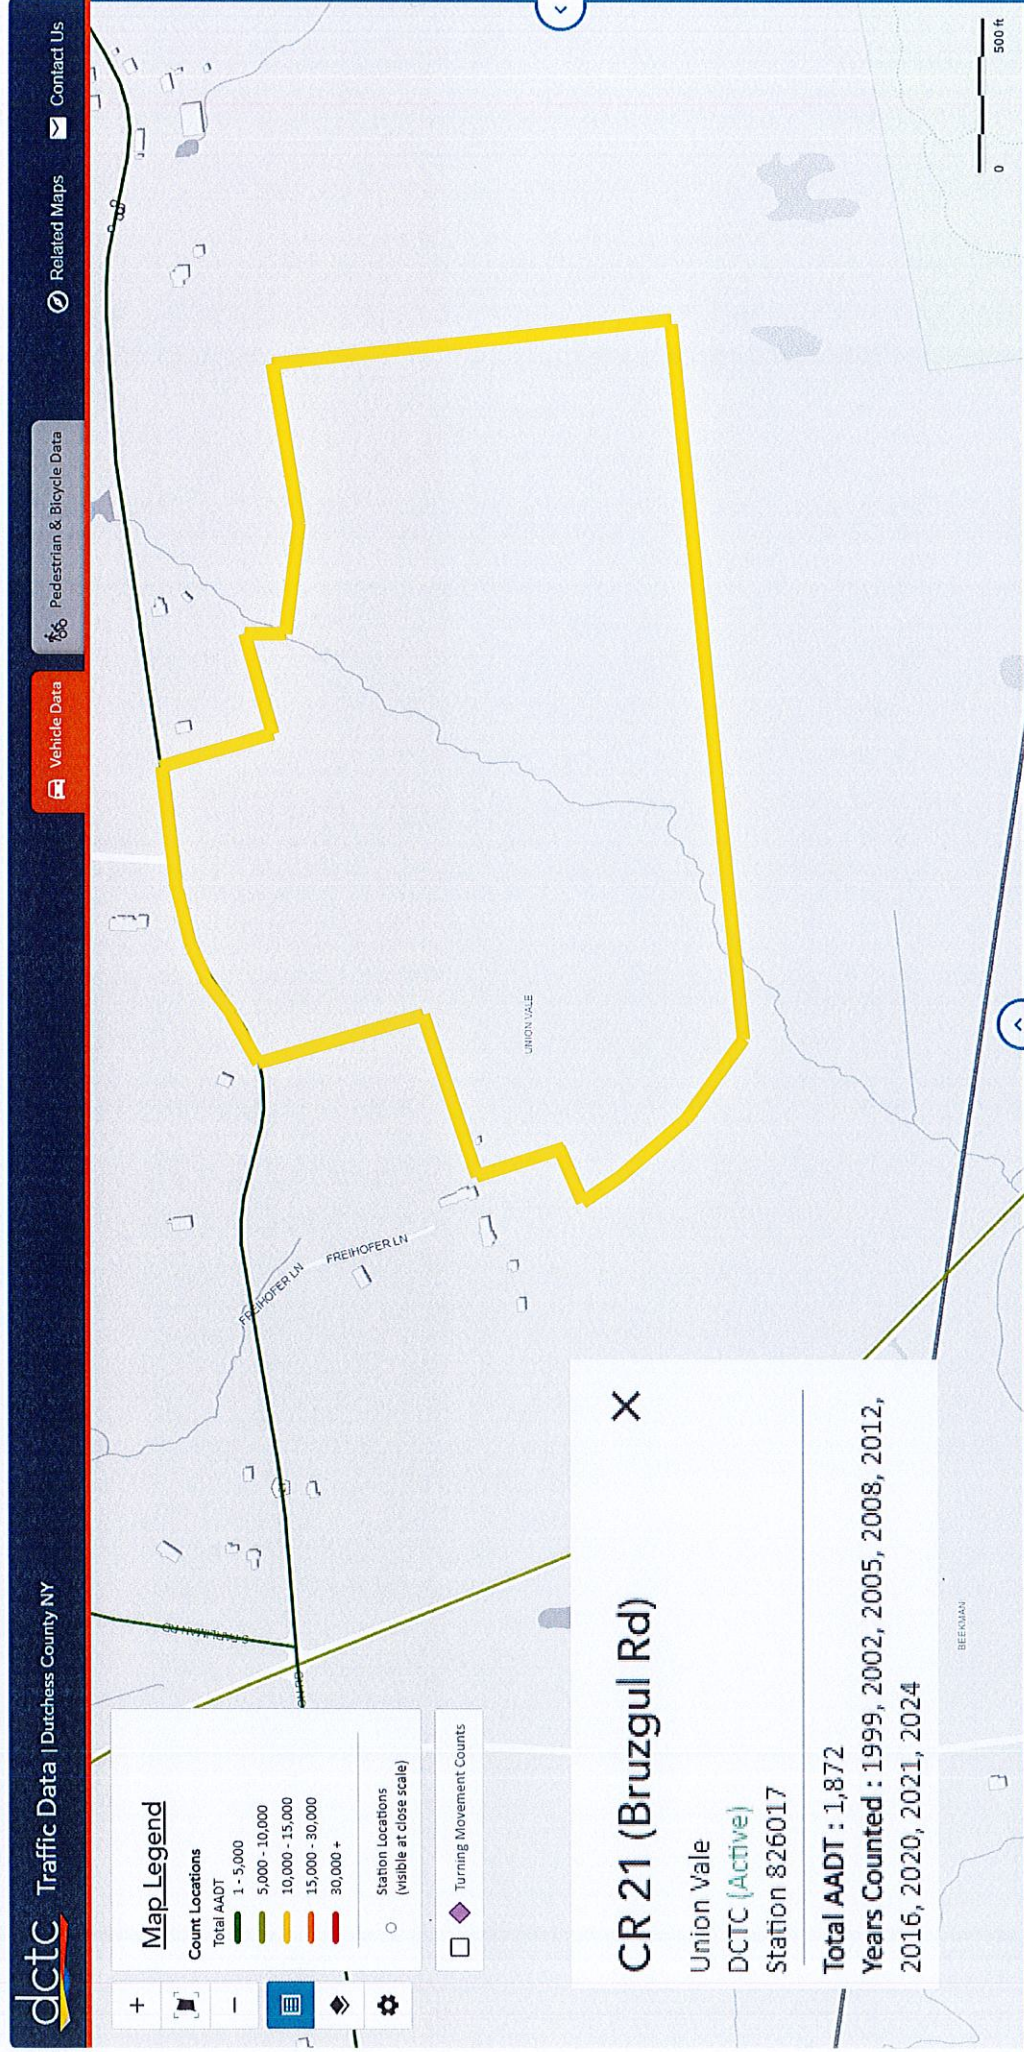 dctc Traffic Data | Dutchess County NY
Vehicle Data
Pedestrian & Bicycle Data
Related Maps
Contact Us
Map Legend
Count Locations
Total AADT
1 - 5,000
5,000 - 10,000
10,000 - 15,000
15,000 - 30,000
30,000 +
Station Locations
(visible at close scale)
Turning Movement Counts
FREIHOFER LN
FREIHOFER LN
UNION VALE
CR 21 (Bruzgul Rd)
Union Vale
DCTC (Active)
Station 826017
Total AADT : 1,872
Years Counted : 1999, 2002, 2005, 2008, 2012,
2016, 2020, 2021, 2024
BEEKMAN
0 500 ft